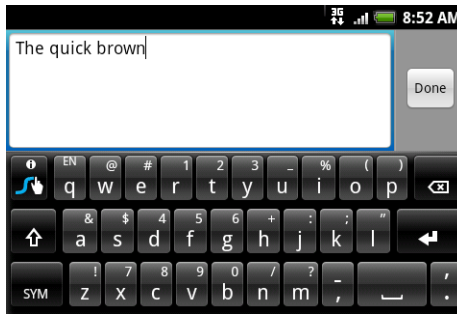 3G 8:52 AM
The quick brown
Done
EN @ # 1 2 3 _ % ( )
q w e r t y u i o p
& $ 4 5 6 + : ; "
a s d f g h j k l
! 7 8 9 0 / ? - ,
SYM z x c v b n m , .